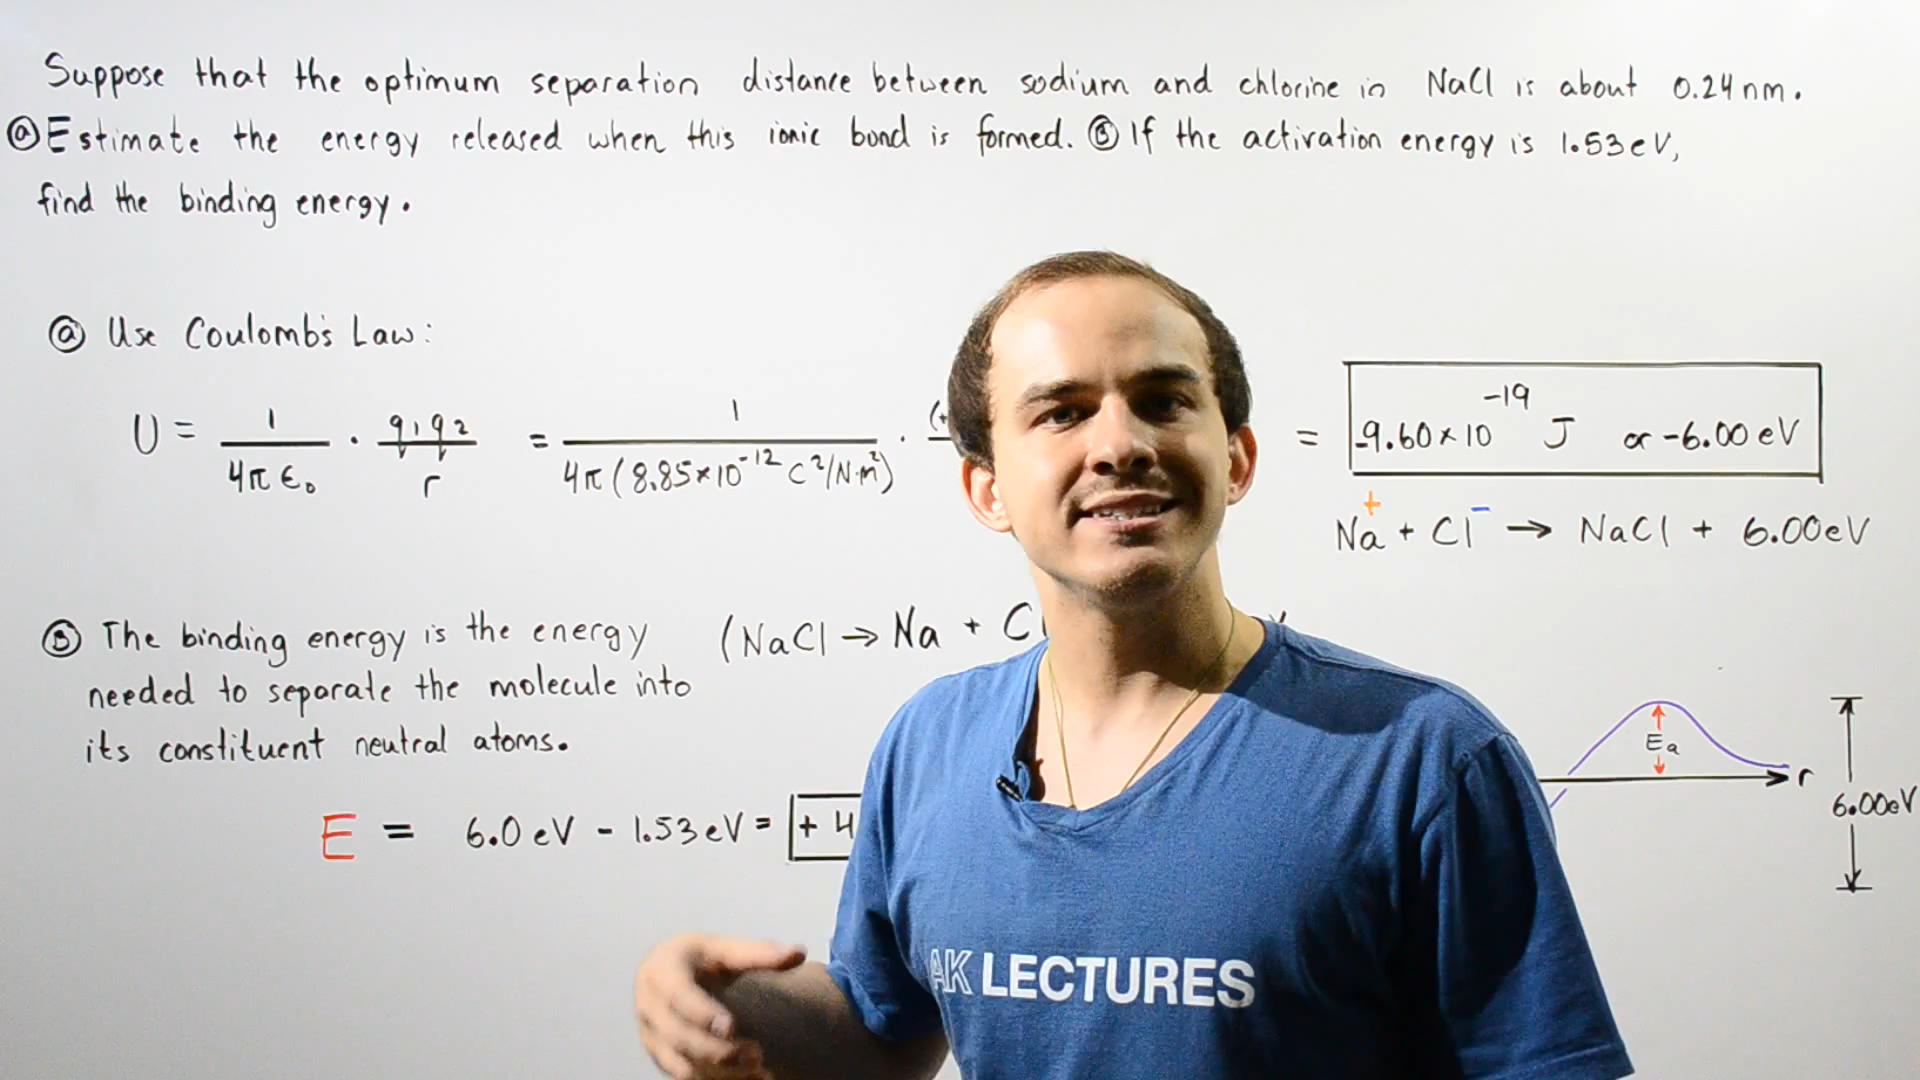 Suppose that the optimum separation distance between sodium and chlorine in NaCl is about 0.24 nm.
ⓐ Estimate the energy released when this ionic bond is formed. Ⓑ If the activation energy is 1.53 eV,
find the binding energy.
ⓐ Use Coulomb's Law:
U = 1/4πε₀ · q₁q₂/r = 1/4π(8.85×10⁻¹² C²/N·m²) · (+ = -9.60×10⁻¹⁹ J or -6.00 eV
Na⁺ + Cl⁻ → NaCl + 6.00eV
Ⓑ The binding energy is the energy (NaCl → Na + C
needed to separate the molecule into
its constituent neutral atoms.
Ea
r
6.00eV
E = 6.0 eV - 1.53 eV = + 4
AK LECTURES